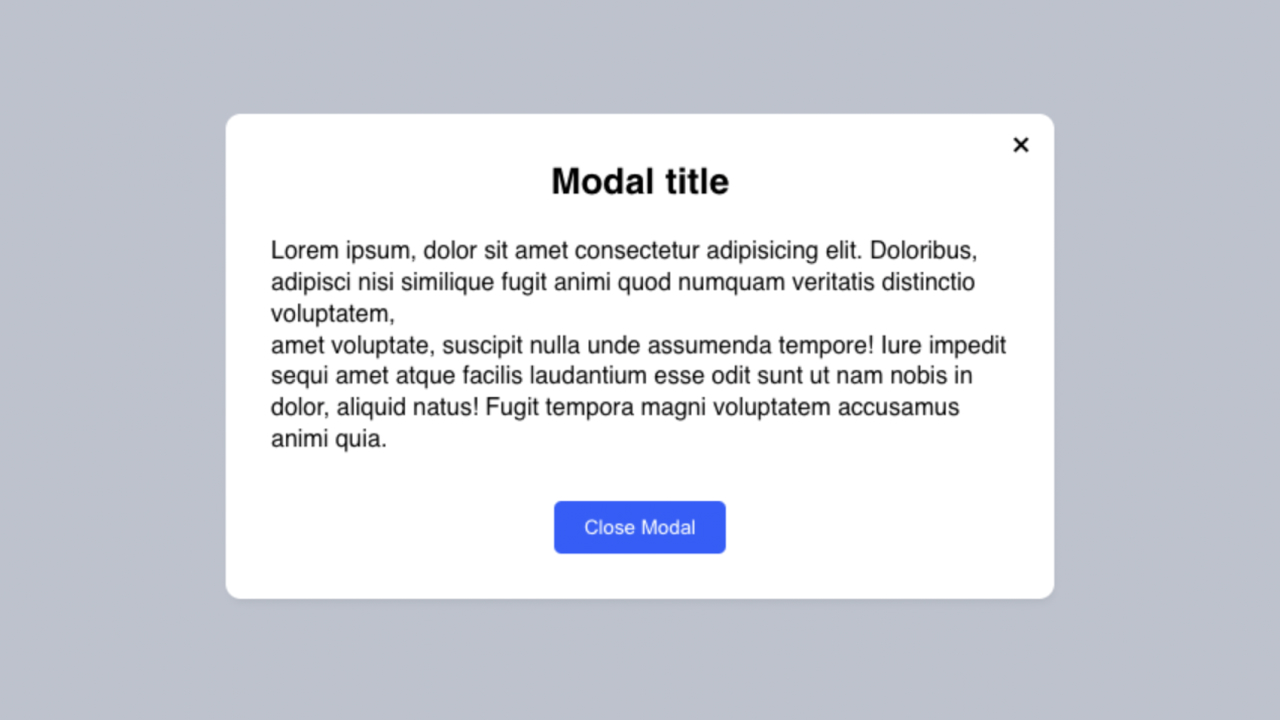 Modal title
Lorem ipsum, dolor sit amet consectetur adipisicing elit. Doloribus,
adipisci nisi similique fugit animi quod numquam veritatis distinctio
voluptatem,
amet voluptate, suscipit nulla unde assumenda tempore! Iure impedit
sequi amet atque facilis laudantium esse odit sunt ut nam nobis in
dolor, aliquid natus! Fugit tempora magni voluptatem accusamus
animi quia.
Close Modal